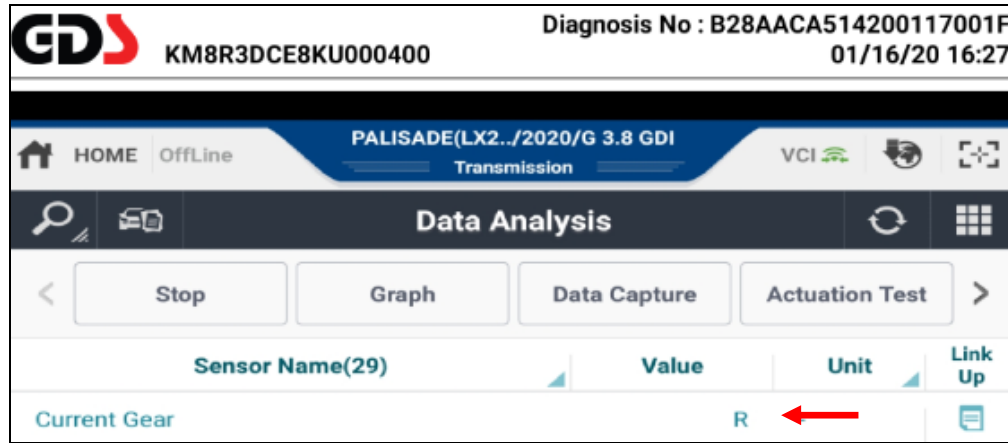 GDS
KM8R3DCE8KU000400
Diagnosis No : B28AACA514200117001F
01/16/20 16:27
HOME OffLine
PALISADE(LX2../2020/G 3.8 GDI
Transmission
VCI
Data Analysis
< Stop Graph Data Capture Actuation Test >
Sensor Name(29) Value Unit Link Up
Current Gear R -